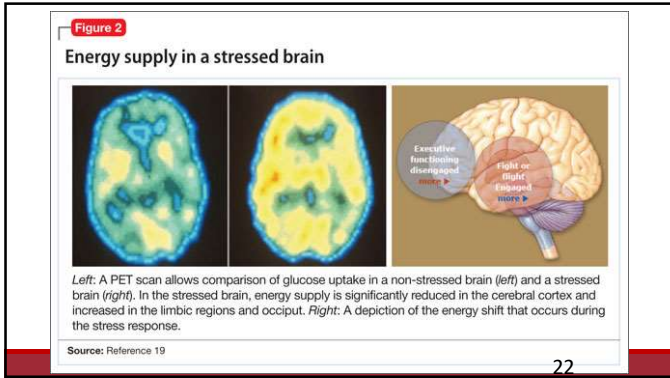 Figure 2
Energy supply in a stressed brain
Executive
functioning
disengaged
more ▶
Fight or
flight
Engaged
more ▶
Left: A PET scan allows comparison of glucose uptake in a non-stressed brain (left) and a stressed
brain (right). In the stressed brain, energy supply is significantly reduced in the cerebral cortex and
increased in the limbic regions and occiput. Right: A depiction of the energy shift that occurs during
the stress response.
Source: Reference 19
22